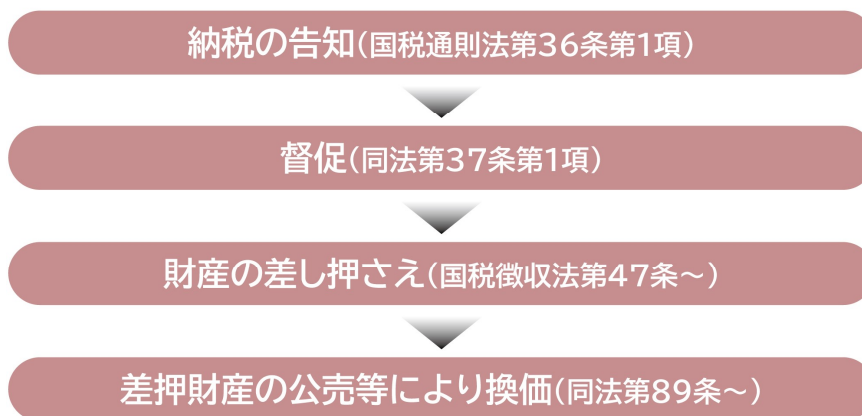 納税の告知（国税通則法第36条第1項）
督促（同法第37条第1項）
財産の差し押さえ（国税徴収法第47条～）
差押財産の公売等により換価（同法第89条～）